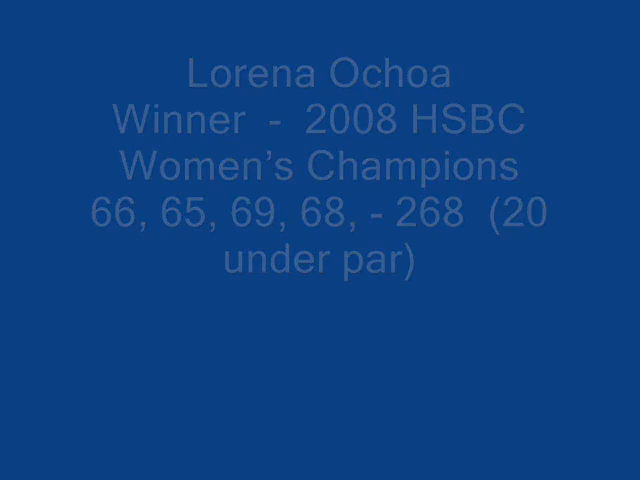 Lorena Ochoa
Winner - 2008 HSBC
Women’s Champions
66, 65, 69, 68, - 268 (20
under par)